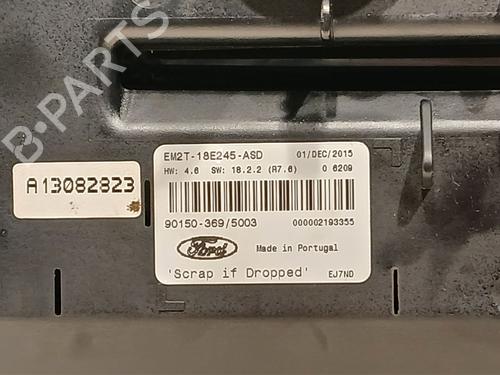 EM2T-18E245-ASD 01/DEC/2015
HW: 4.6 SW: 18.2.2 (R7.6) 0 6209
A13082823
90150-369/5003 000002193355
Ford Made in Portugal
'Scrap if Dropped' EJ7ND
B-PARTS